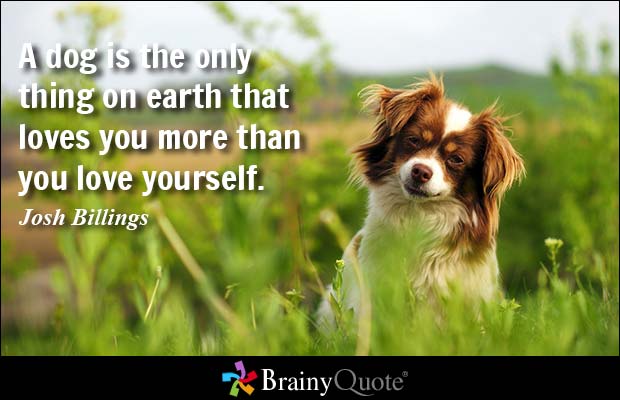 A dog is the only
thing on earth that
loves you more than
you love yourself.
Josh Billings
BrainyQuote®